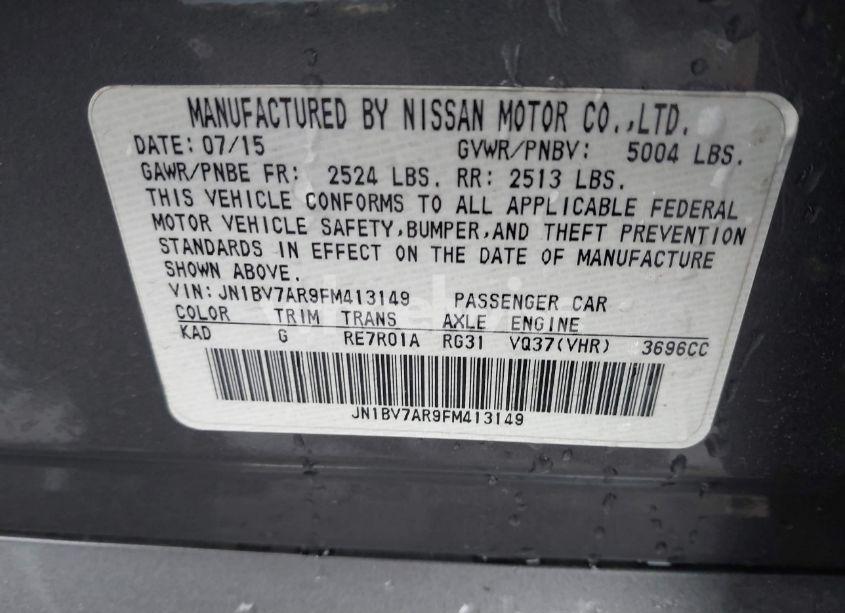 MANUFACTURED BY NISSAN MOTOR CO.,LTD.
DATE: 07/15 GVWR/PNBV: 5004 LBS.
GAWR/PNBE FR: 2524 LBS. RR: 2513 LBS.
THIS VEHICLE CONFORMS TO ALL APPLICABLE FEDERAL
MOTOR VEHICLE SAFETY,BUMPER,AND THEFT PREVENTION
STANDARDS IN EFFECT ON THE DATE OF MANUFACTURE
SHOWN ABOVE.
VIN: JN1BV7AR9FM413149 PASSENGER CAR
COLOR TRIM TRANS AXLE ENGINE
KAD G RE7R01A RG31 VQ37(VHR) 3696CC
JN1BV7AR9FM413149